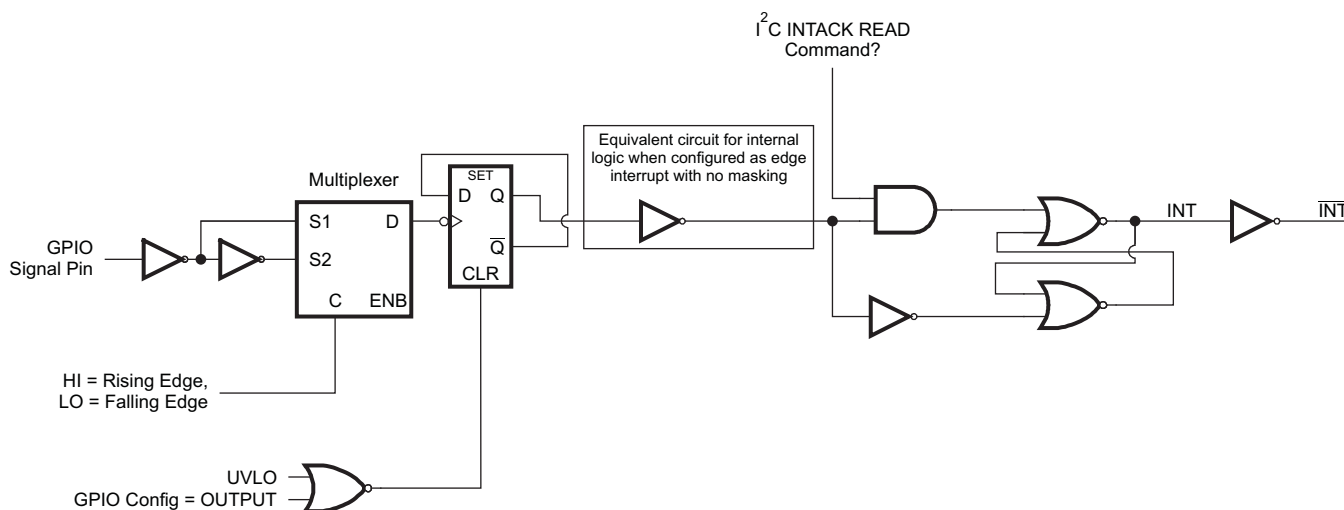 I²C INTACK READ
Command?
Equivalent circuit for internal
logic when configured as edge
interrupt with no masking
Multiplexer
SET
D Q
S1 D
Q̅
S2
CLR
C ENB
GPIO
Signal Pin
INT
I̅N̅T̅
HI = Rising Edge,
LO = Falling Edge
UVLO
GPIO Config = OUTPUT